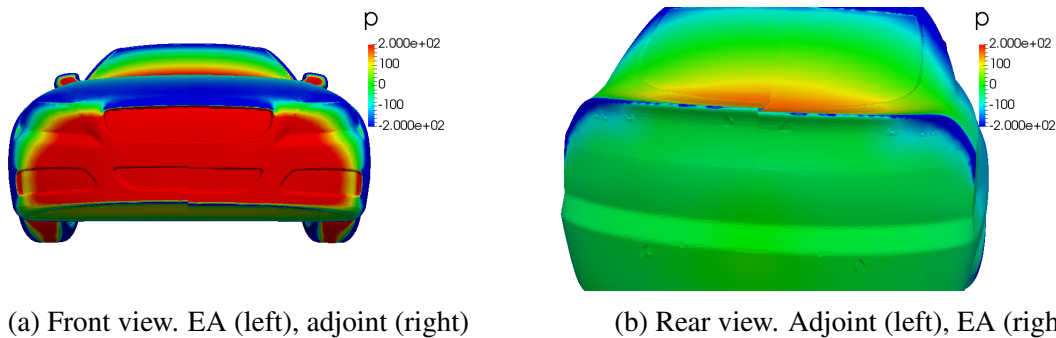 p
2.000e+02
100
0
-100
-2.000e+02
p
2.000e+02
100
0
-100
-2.000e+02
(a) Front view. EA (left), adjoint (right)
(b) Rear view. Adjoint (left), EA (righ